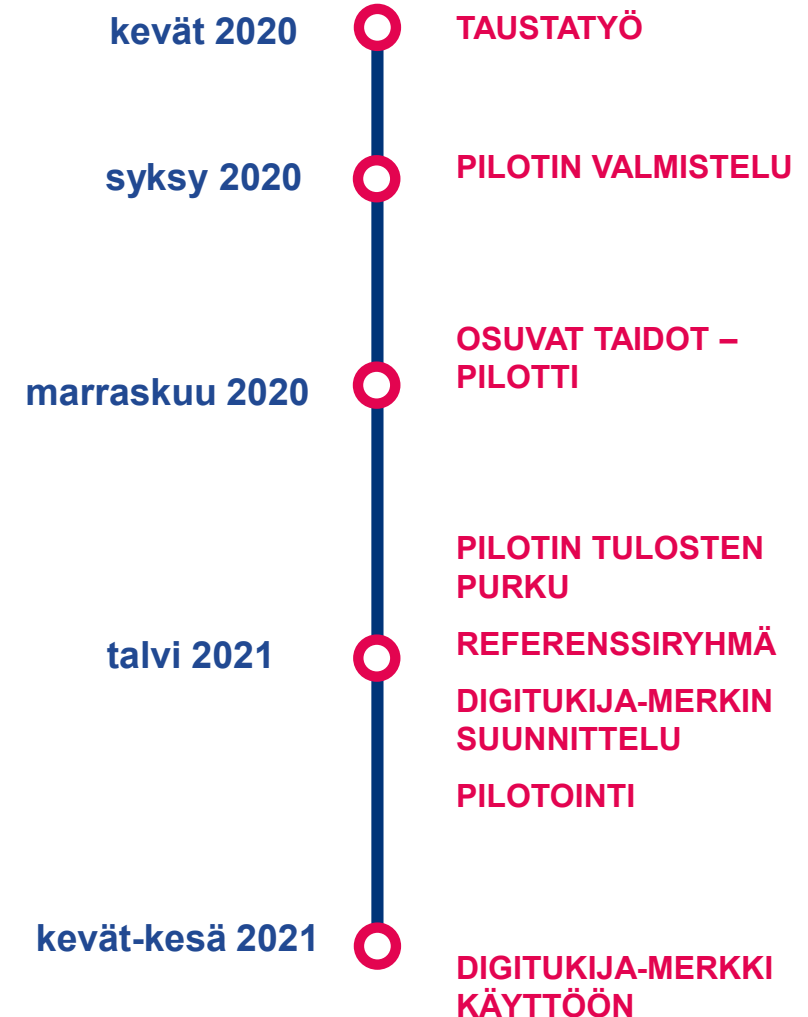 kevät 2020
TAUSTATYÖ
syksy 2020
PILOTIN VALMISTELU
marraskuu 2020
OSUVAT TAIDOT –
PILOTTI
talvi 2021
PILOTIN TULOSTEN
PURKU
REFERENSSIRYHMÄ
DIGITUKIJA-MERKIN
SUUNNITTELU
PILOTOINTI
kevät-kesä 2021
DIGITUKIJA-MERKKI
KÄYTTÖÖN